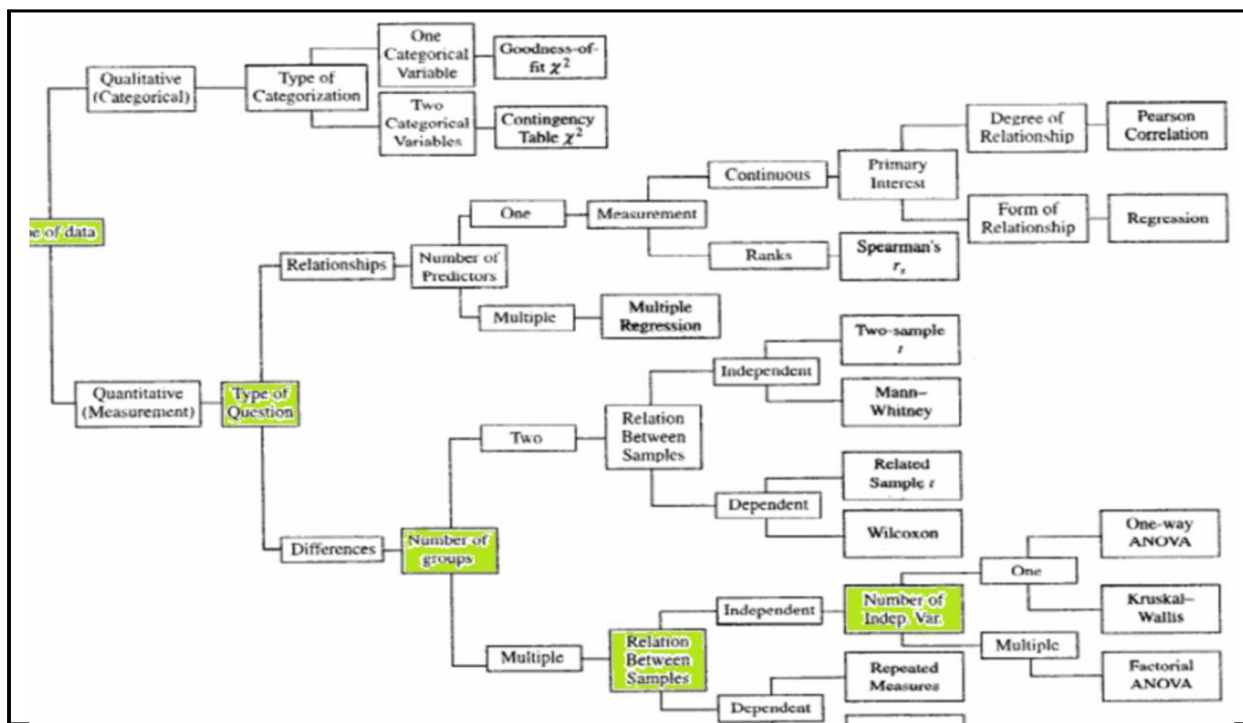 One
Categorical
Variable
Goodness-of-
fit χ²
Qualitative
(Categorical)
Type of
Categorization
Two
Categorical
Variables
Contingency
Table χ²
Degree of
Relationship
Pearson
Correlation
Continuous
Primary
Interest
One
Measurement
Form of
Relationship
Regression
pe of data
Relationships
Number of
Predictors
Ranks
Spearman's
rₛ
Multiple
Multiple
Regression
Two-sample
t
Quantitative
(Measurement)
Type of
Question
Independent
Mann–
Whitney
Two
Relation
Between
Samples
Related
Sample t
Dependent
Wilcoxon
Differences
Number of
groups
One-way
ANOVA
One
Independent
Number of
Indep. Var.
Kruskal–
Wallis
Multiple
Relation
Between
Samples
Multiple
Factorial
ANOVA
Repeated
Measures
Dependent